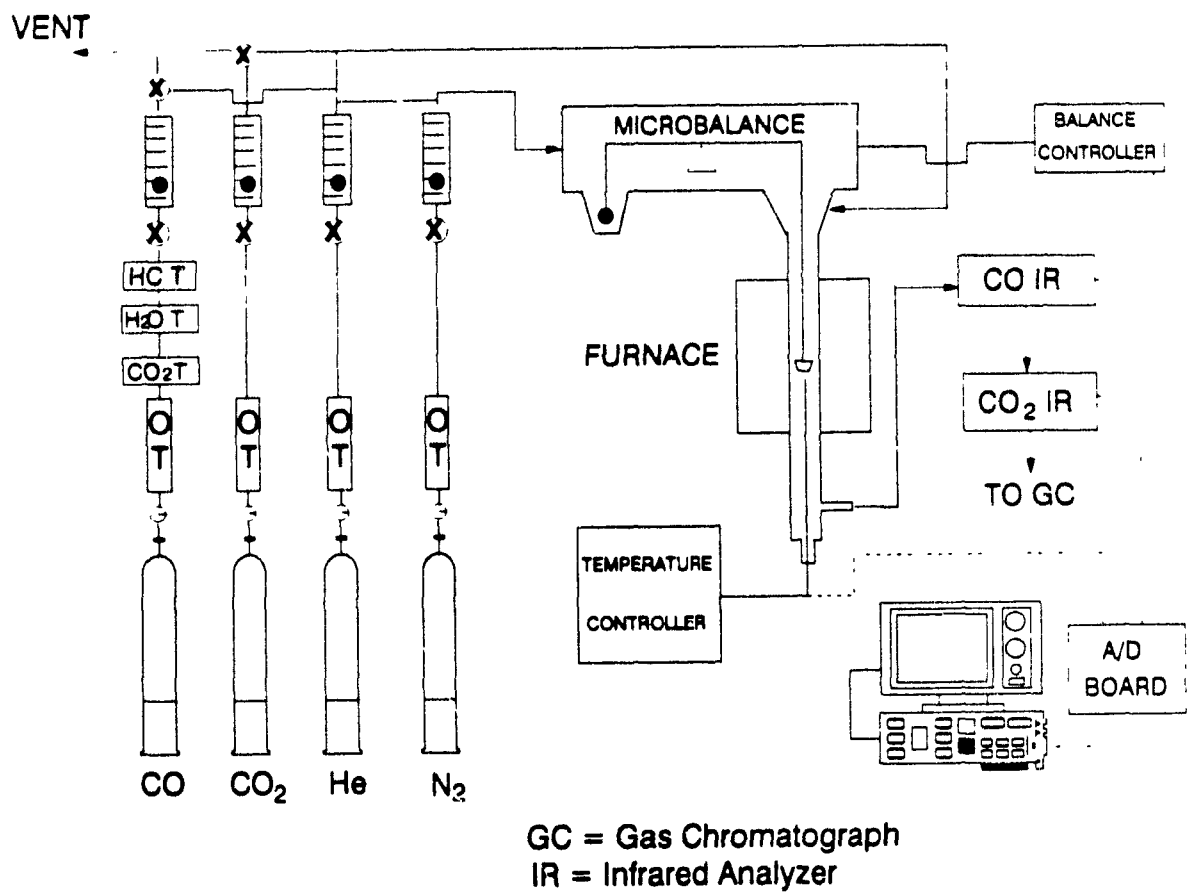 VENT
MICROBALANCE
BALANCE
CONTROLLER
HC T
H2O T
CO2T
FURNACE
CO IR
CO2 IR
TO GC
O
T
O
T
O
T
O
T
TEMPERATURE
CONTROLLER
A/D
BOARD
CO
CO2
He
N2
GC = Gas Chromatograph
IR = Infrared Analyzer